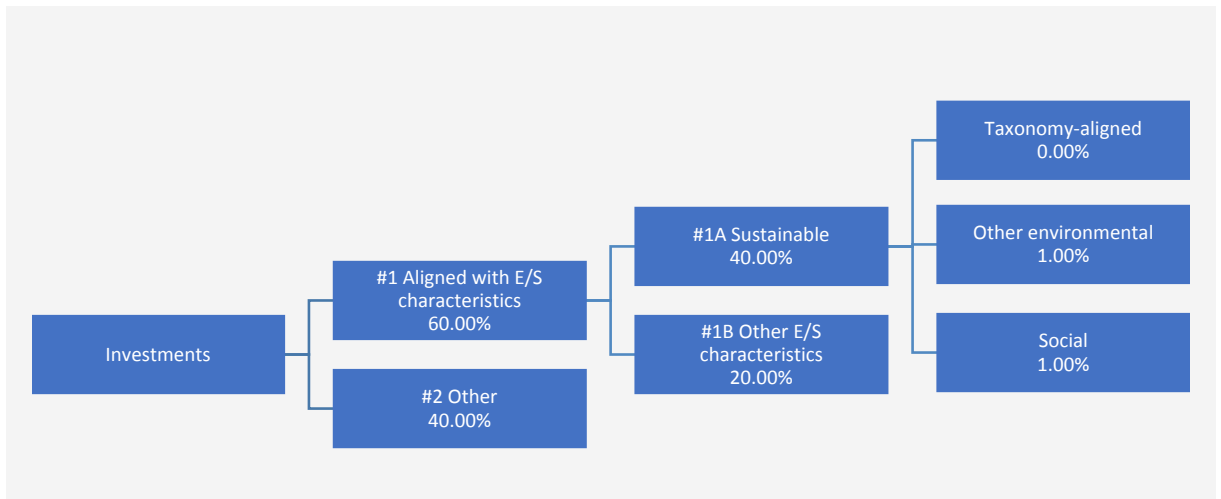 Investments
#1 Aligned with E/S
characteristics
60.00%
#2 Other
40.00%
#1A Sustainable
40.00%
#1B Other E/S
characteristics
20.00%
Taxonomy-aligned
0.00%
Other environmental
1.00%
Social
1.00%